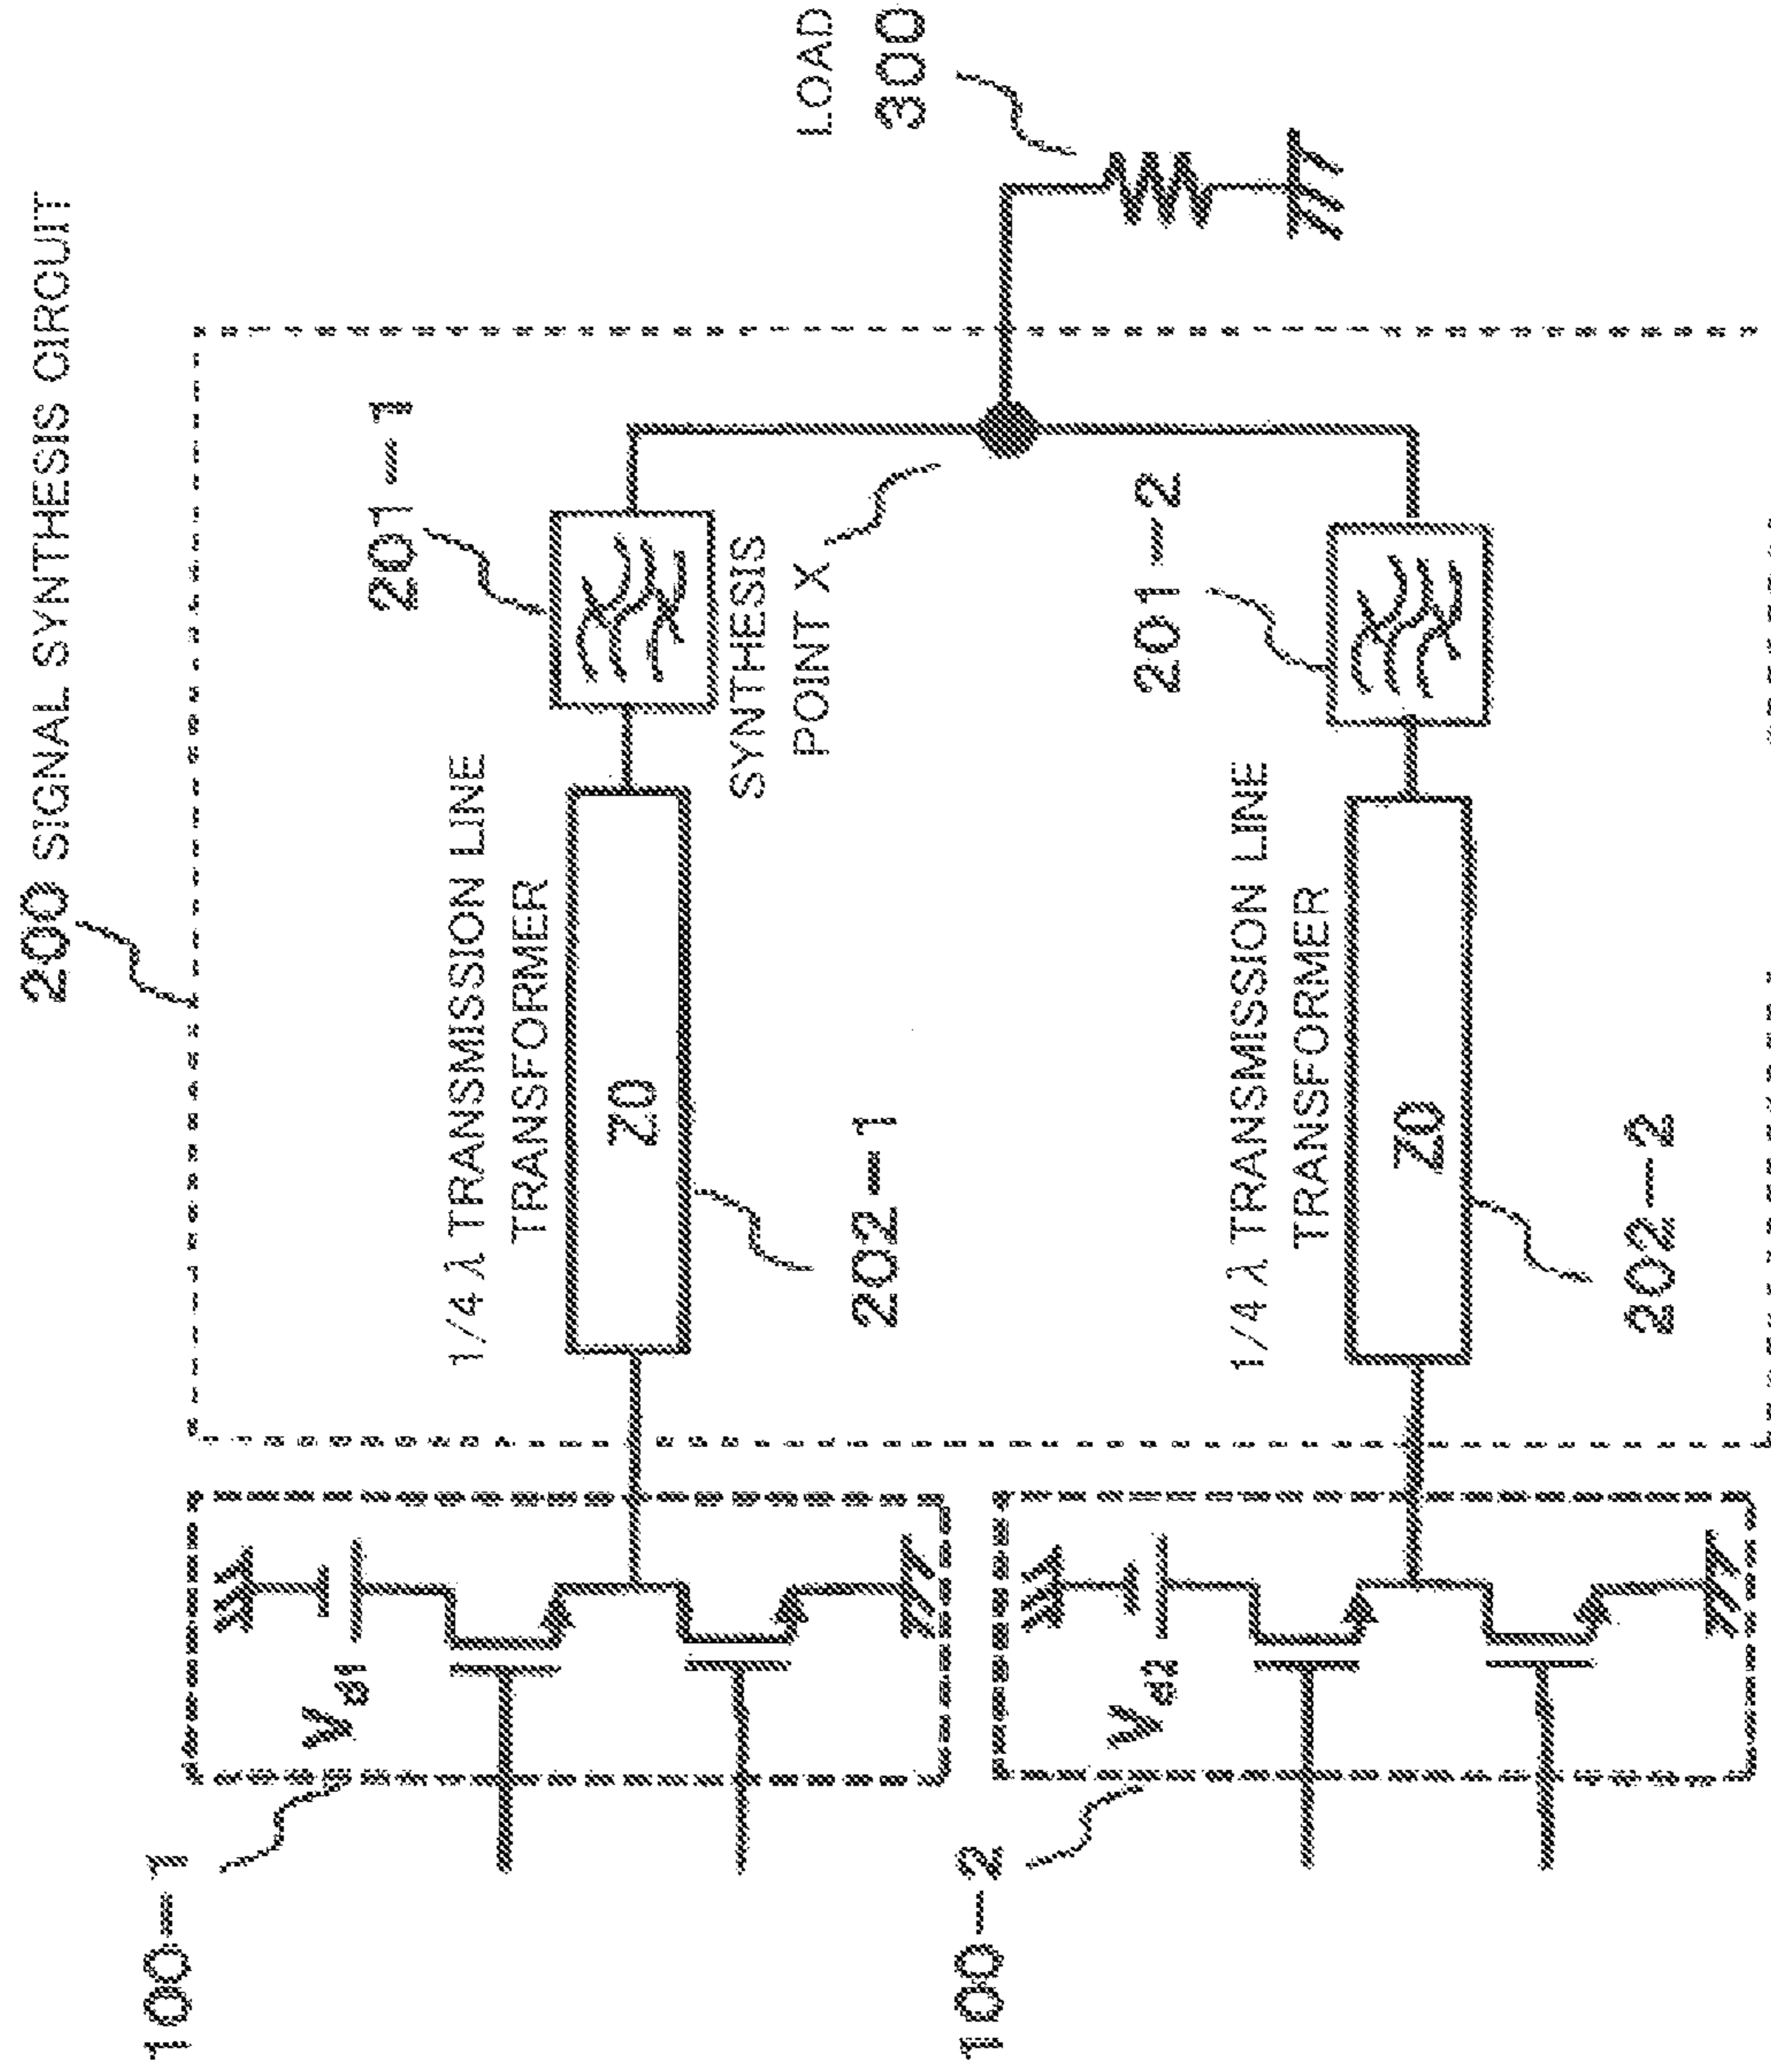 200 SIGNAL SYNTHESIS CIRCUIT
LOAD
300
201-1
1/4 λ TRANSMISSION LINE
TRANSFORMER
Z0
202-1
SYNTHESIS
POINT X
201-2
1/4 λ TRANSMISSION LINE
TRANSFORMER
Z0
202-2
100-1
Vd1
100-2
Vd2